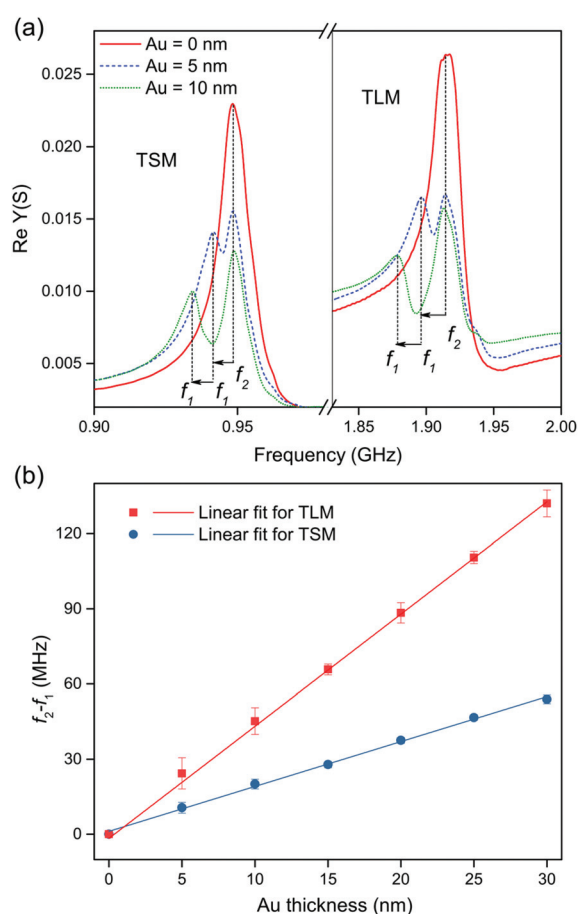 (a)
Au = 0 nm
Au = 5 nm
Au = 10 nm
TSM
TLM
0.025
0.020
0.015
0.010
0.005
Re Y(S)
f1 f1 f2
f1 f1 f2
0.90 0.95 1.85 1.90 1.95 2.00
Frequency (GHz)
(b)
Linear fit for TLM
Linear fit for TSM
120
90
60
30
0
f2-f1 (MHz)
0 5 10 15 20 25 30
Au thickness (nm)